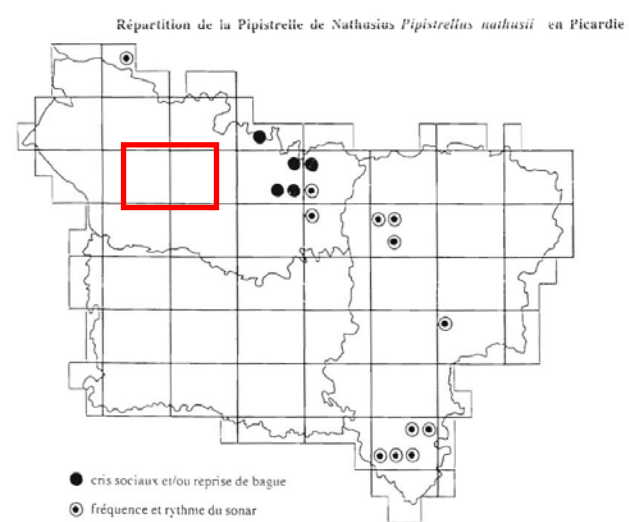 Répartition de la Pipistrelle de Nathusius Pipistrellus nathusii en Picardie
cris sociaux et/ou reprise de bague
fréquence et rythme du sonar